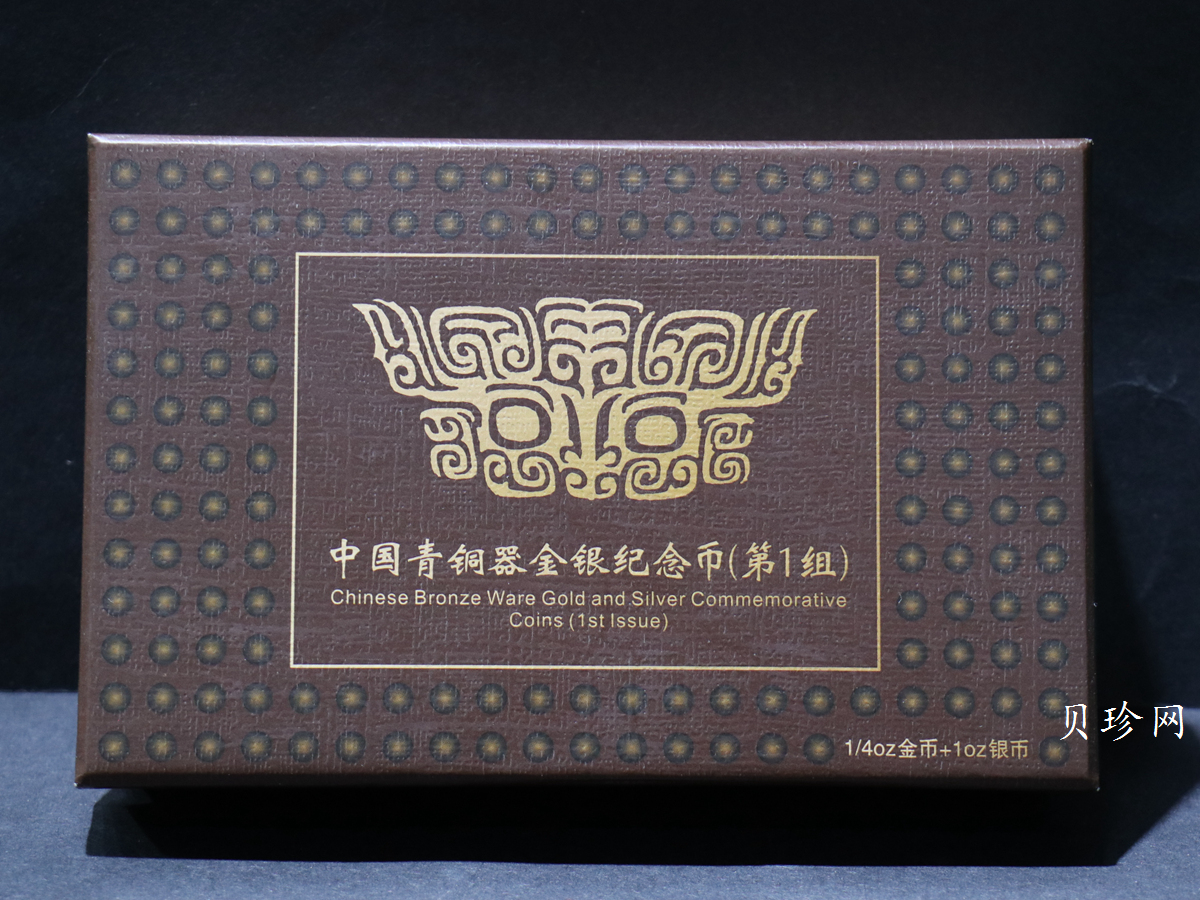 中国青铜器金银纪念币(第1组)
Chinese Bronze Ware Gold and Silver Commemorative
Coins (1st Issue)
1/4oz金币+1oz银币
贝珍网